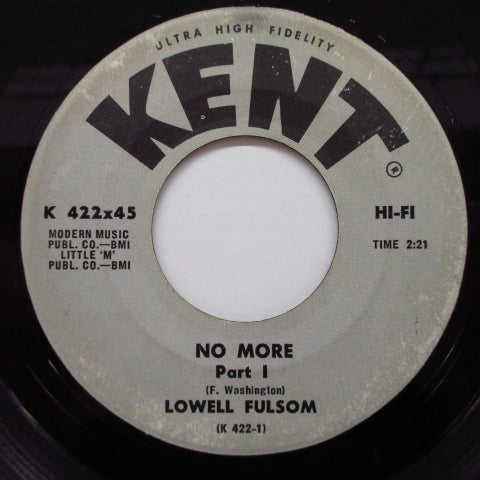 ULTRA HIGH FIDELITY
KENT
R
K 422x45
HI-FI
MODERN MUSIC
PUBL. CO.—BMI
LITTLE 'M'
PUBL. CO.—BMI
TIME 2:21
NO MORE
Part I
(F. Washington)
LOWELL FULSOM
(K 422-1)